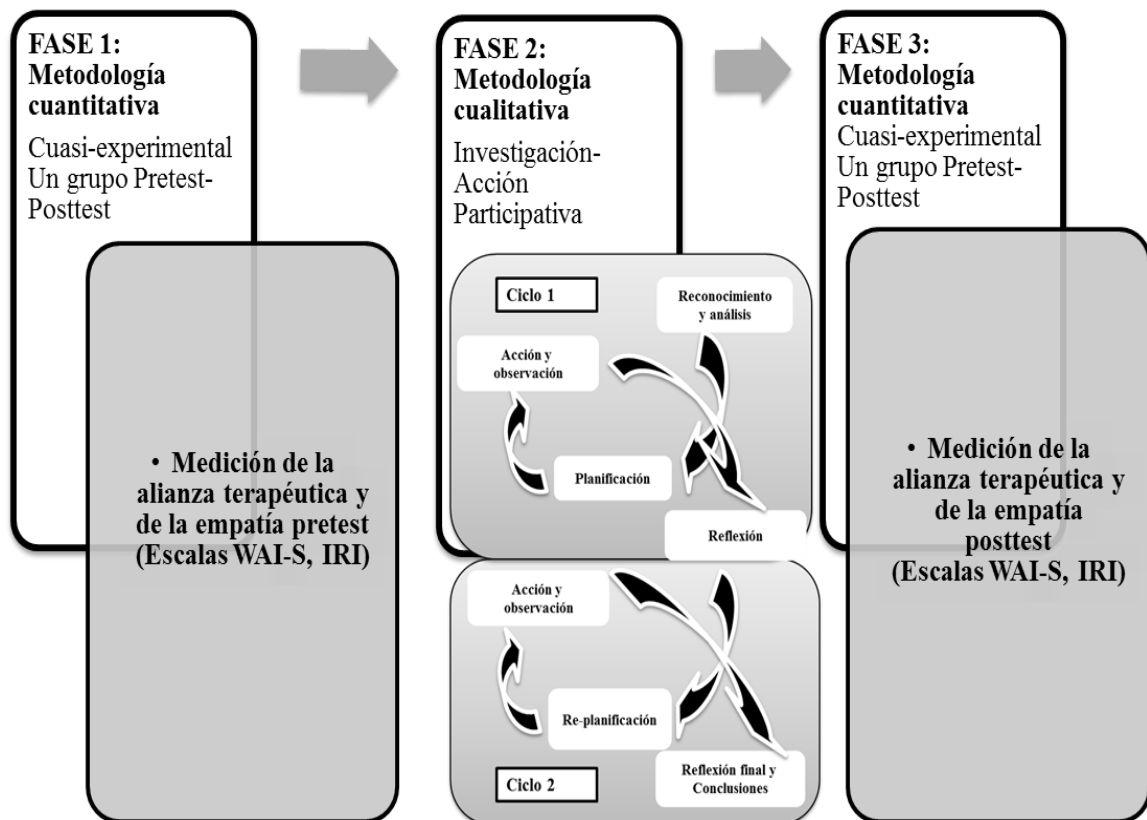 FASE 1:
Metodología
cuantitativa
Cuasi-experimental
Un grupo Pretest-
Posttest
• Medición de la
alianza terapéutica y
de la empatía pretest
(Escalas WAI-S, IRI)
FASE 2:
Metodología
cualitativa
Investigación-
Acción
Participativa
Ciclo 1
Reconocimiento
y análisis
Acción y
observación
Planificación
Reflexión
Acción y
observación
Re-planificación
Reflexión final y
Conclusiones
Ciclo 2
FASE 3:
Metodología
cuantitativa
Cuasi-experimental
Un grupo Pretest-
Posttest
• Medición de la
alianza terapéutica y
de la empatía
posttest
(Escalas WAI-S, IRI)